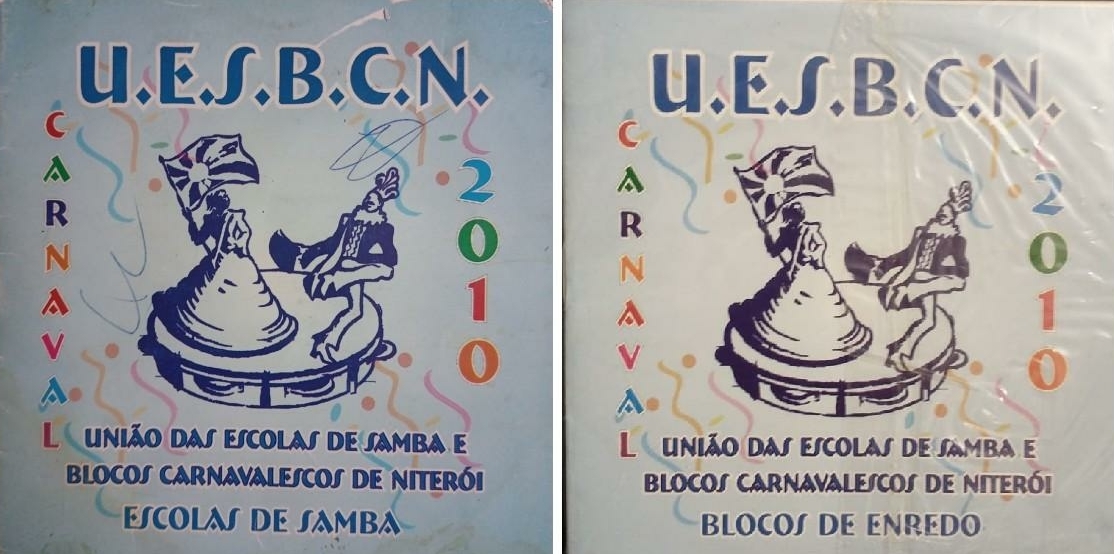 U.E.S.B.C.N.
CARNAVAL
2010
UNIÃO DAS ESCOLAS DE SAMBA E
BLOCOS CARNAVALESCOS DE NITERÓI
ESCOLAS DE SAMBA
U.E.S.B.C.N.
CARNAVAL
2010
UNIÃO DAS ESCOLAS DE SAMBA E
BLOCOS CARNAVALESCOS DE NITERÓI
BLOCOS DE ENREDO